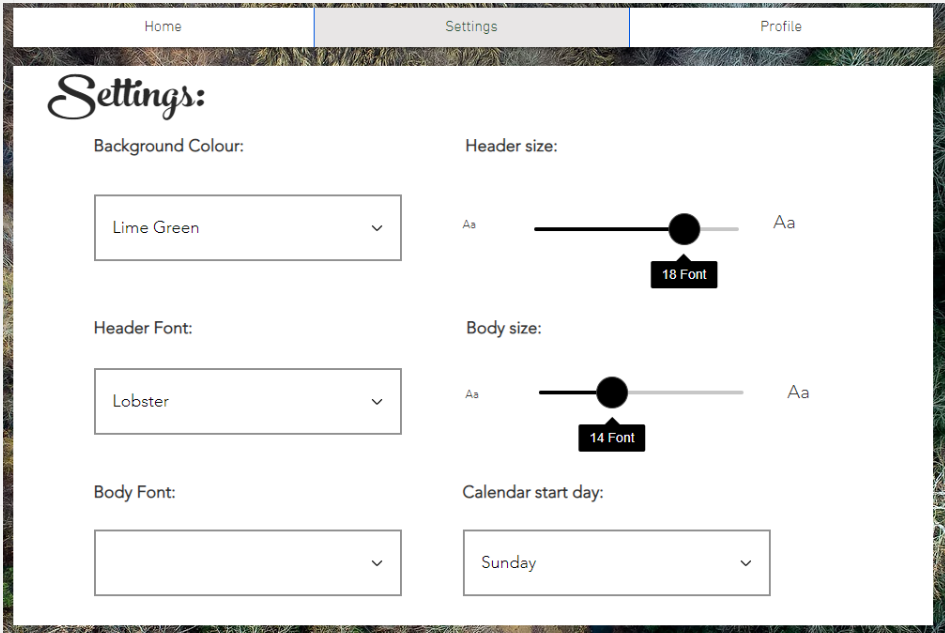 Home
Settings
Profile
Settings:
Background Colour:
Header size:
Lime Green
Aa
Aa
18 Font
Header Font:
Body size:
Lobster
Aa
Aa
14 Font
Body Font:
Calendar start day:
Sunday